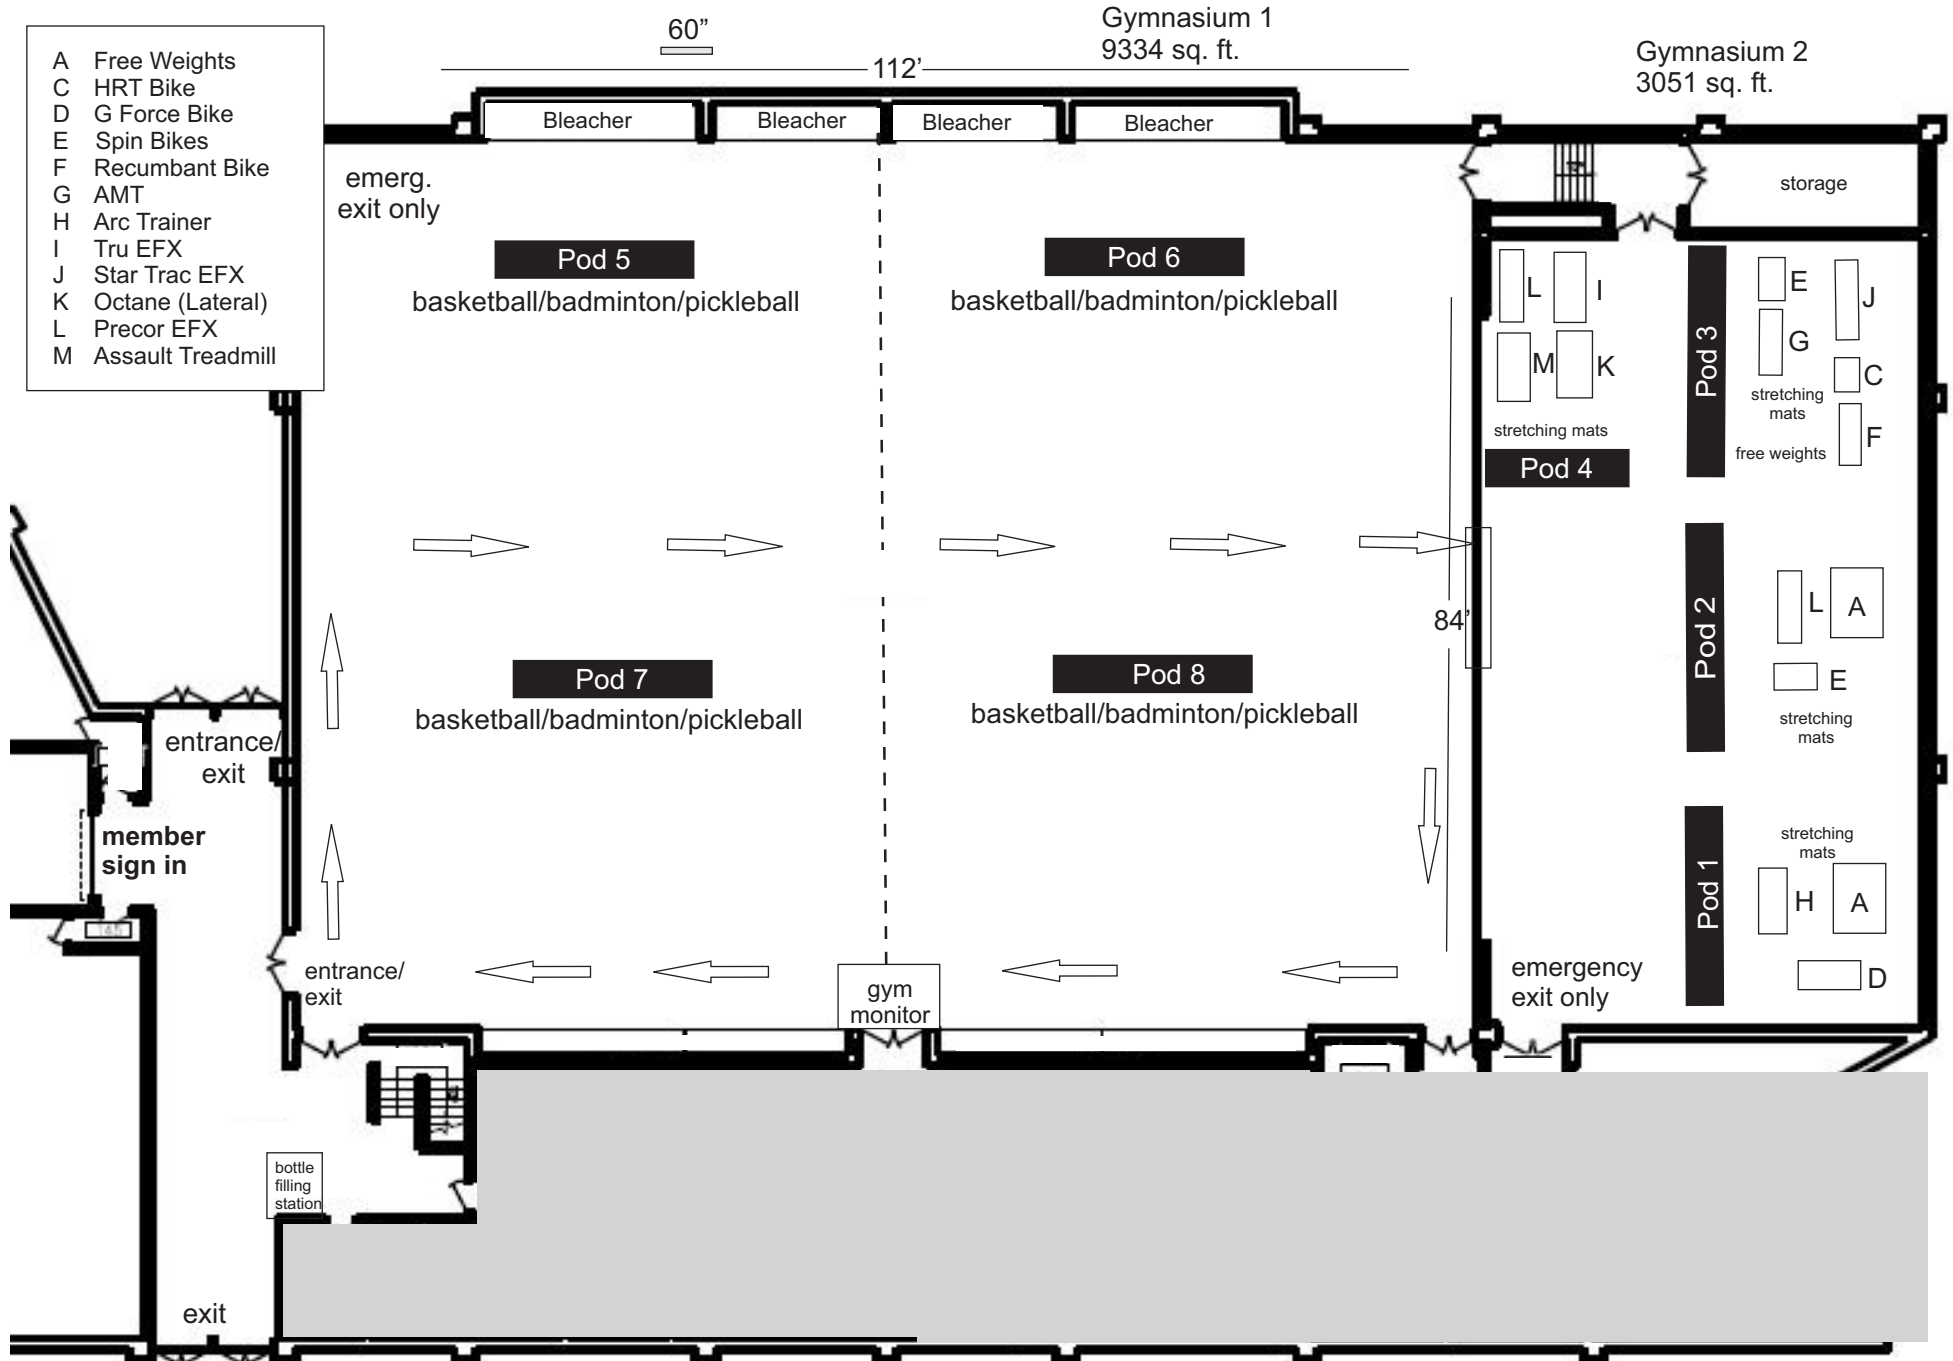 60”
Gymnasium 1
9334 sq. ft.
112’
Gymnasium 2
3051 sq. ft.
A Free Weights
C HRT Bike
D G Force Bike
E Spin Bikes
F Recumbant Bike
G AMT
H Arc Trainer
I Tru EFX
J Star Trac EFX
K Octane (Lateral)
L Precor EFX
M Assault Treadmill
Bleacher
Bleacher
Bleacher
Bleacher
emerg.
exit only
storage
Pod 5
basketball/badminton/pickleball
Pod 6
basketball/badminton/pickleball
L
I
M
K
stretching mats
Pod 4
Pod 3
E
J
G
C
stretching
mats
F
free weights
84’
Pod 7
basketball/badminton/pickleball
Pod 8
basketball/badminton/pickleball
Pod 2
L
A
E
stretching
mats
entrance/
exit
member
sign in
entrance/
exit
gym
monitor
emergency
exit only
Pod 1
stretching
mats
H
A
D
bottle
filling
station
exit